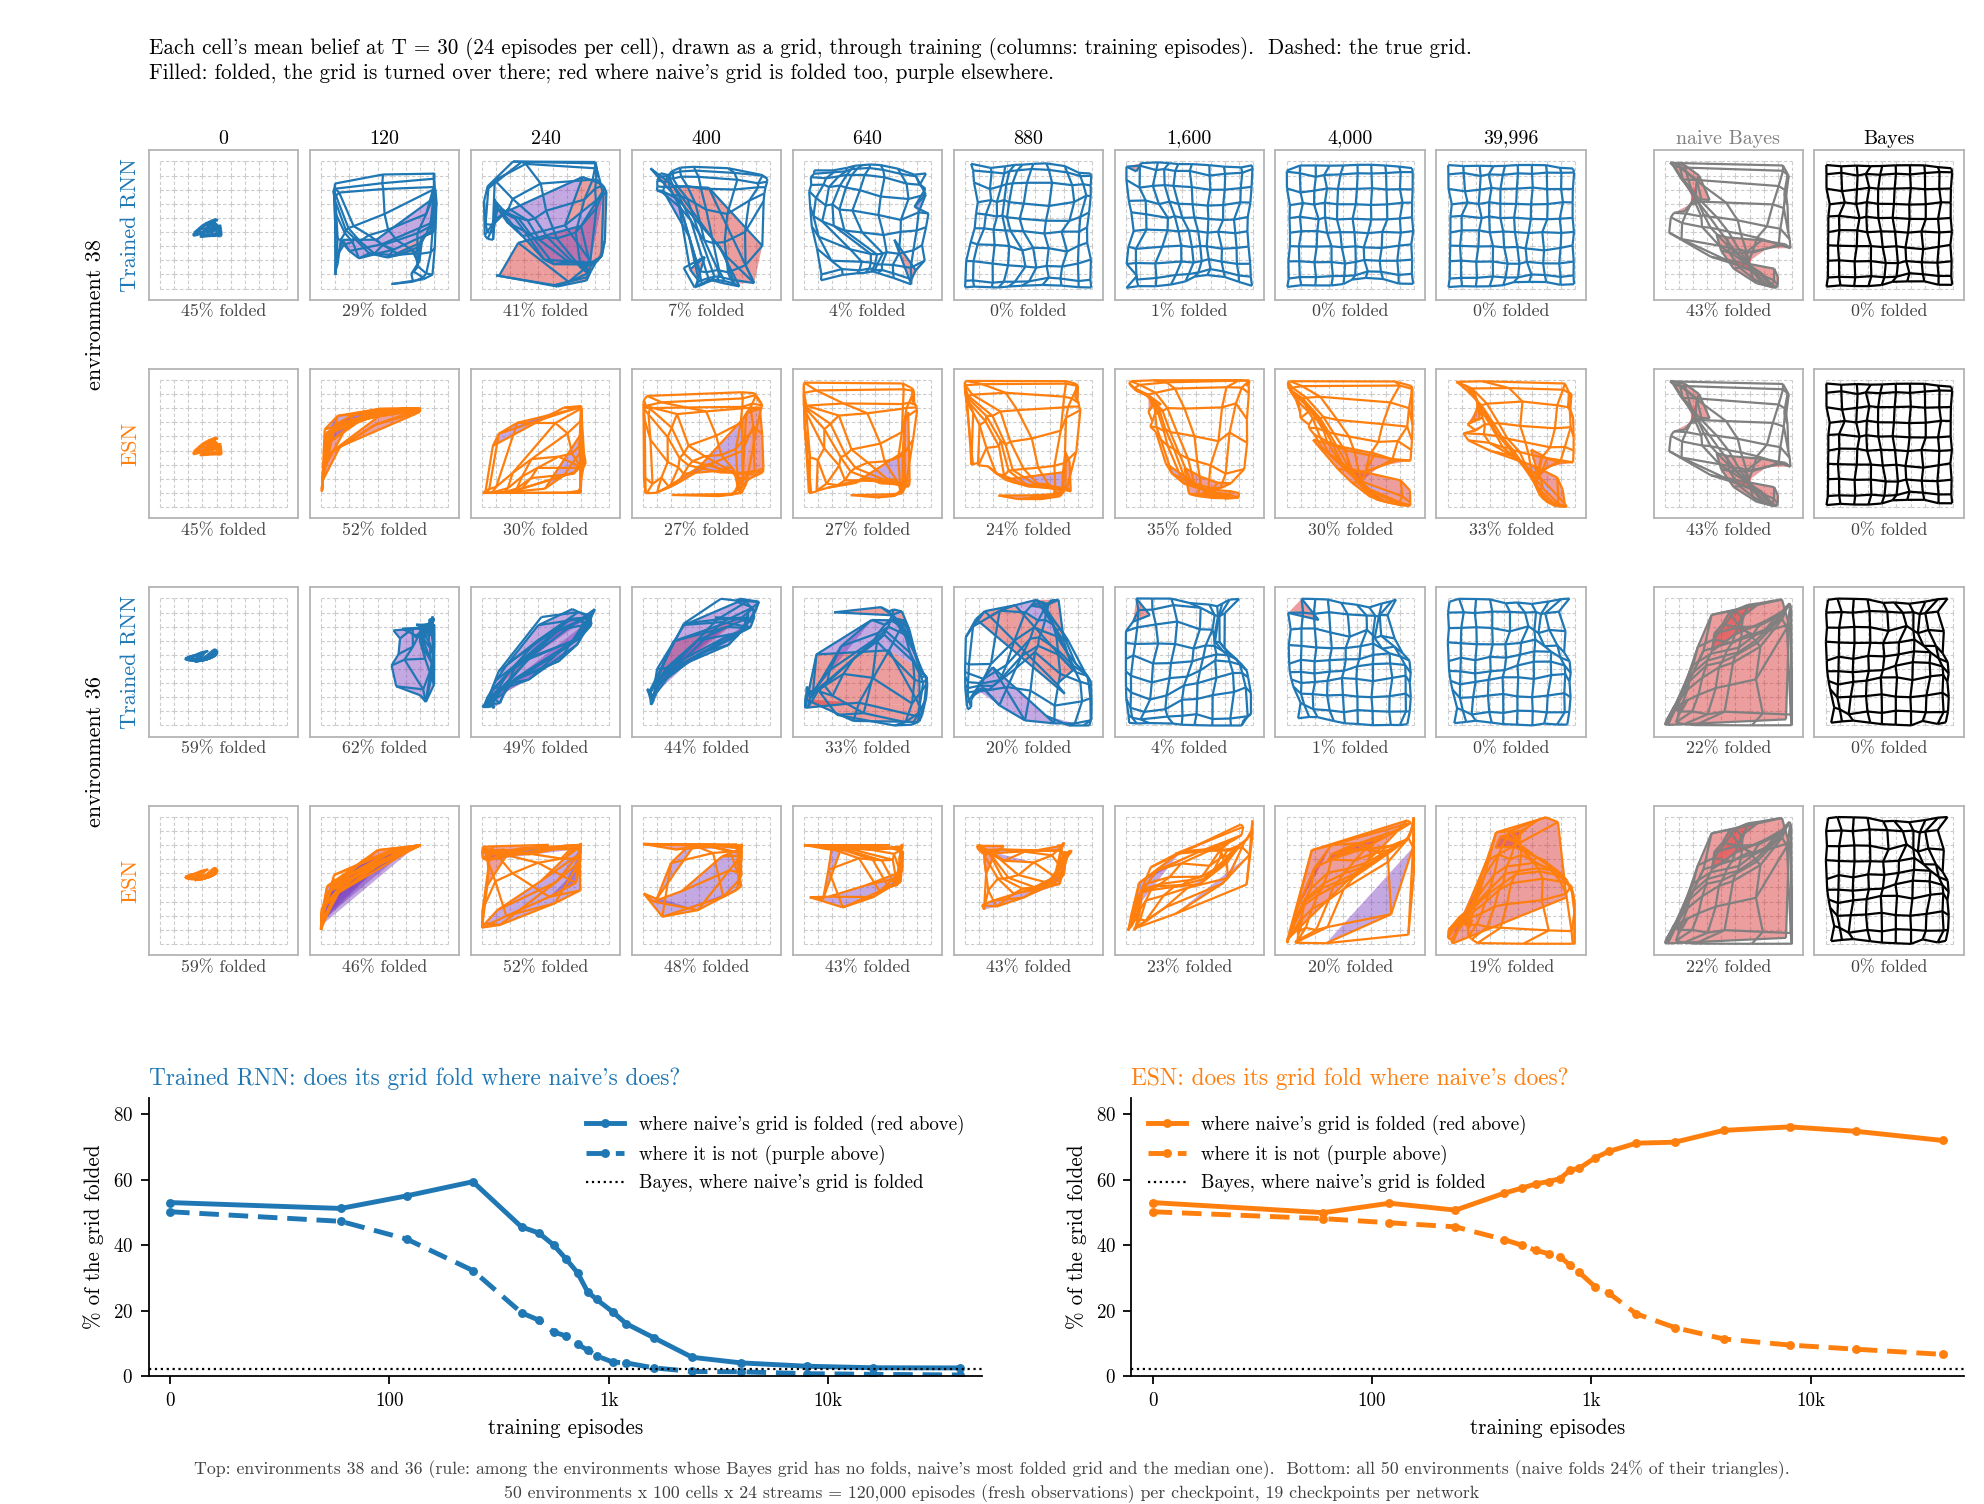 Each cell's mean belief at T = 30 (24 episodes per cell), drawn as a grid, through training (columns: training episodes). Dashed: the true grid.
Filled: folded, the grid is turned over there; red where naive's grid is folded too, purple elsewhere.
0 120 240 400 640 880 1,600 4,000 39,996 naive Bayes Bayes
environment 38
Trained RNN
45% folded 29% folded 41% folded 7% folded 4% folded 0% folded 1% folded 0% folded 0% folded 43% folded 0% folded
ESN
45% folded 52% folded 30% folded 27% folded 27% folded 24% folded 35% folded 30% folded 33% folded 43% folded 0% folded
environment 36
Trained RNN
59% folded 62% folded 49% folded 44% folded 33% folded 20% folded 4% folded 1% folded 0% folded 22% folded 0% folded
ESN
59% folded 46% folded 52% folded 48% folded 43% folded 43% folded 23% folded 20% folded 19% folded 22% folded 0% folded
Trained RNN: does its grid fold where naive's does?
% of the grid folded
80
60
40
20
0
where naive's grid is folded (red above)
where it is not (purple above)
Bayes, where naive's grid is folded
0 100 1k 10k
training episodes
ESN: does its grid fold where naive's does?
% of the grid folded
80
60
40
20
0
where naive's grid is folded (red above)
where it is not (purple above)
Bayes, where naive's grid is folded
0 100 1k 10k
training episodes
Top: environments 38 and 36 (rule: among the environments whose Bayes grid has no folds, naive's most folded grid and the median one). Bottom: all 50 environments (naive folds 24% of their triangles).
50 environments x 100 cells x 24 streams = 120,000 episodes (fresh observations) per checkpoint, 19 checkpoints per network